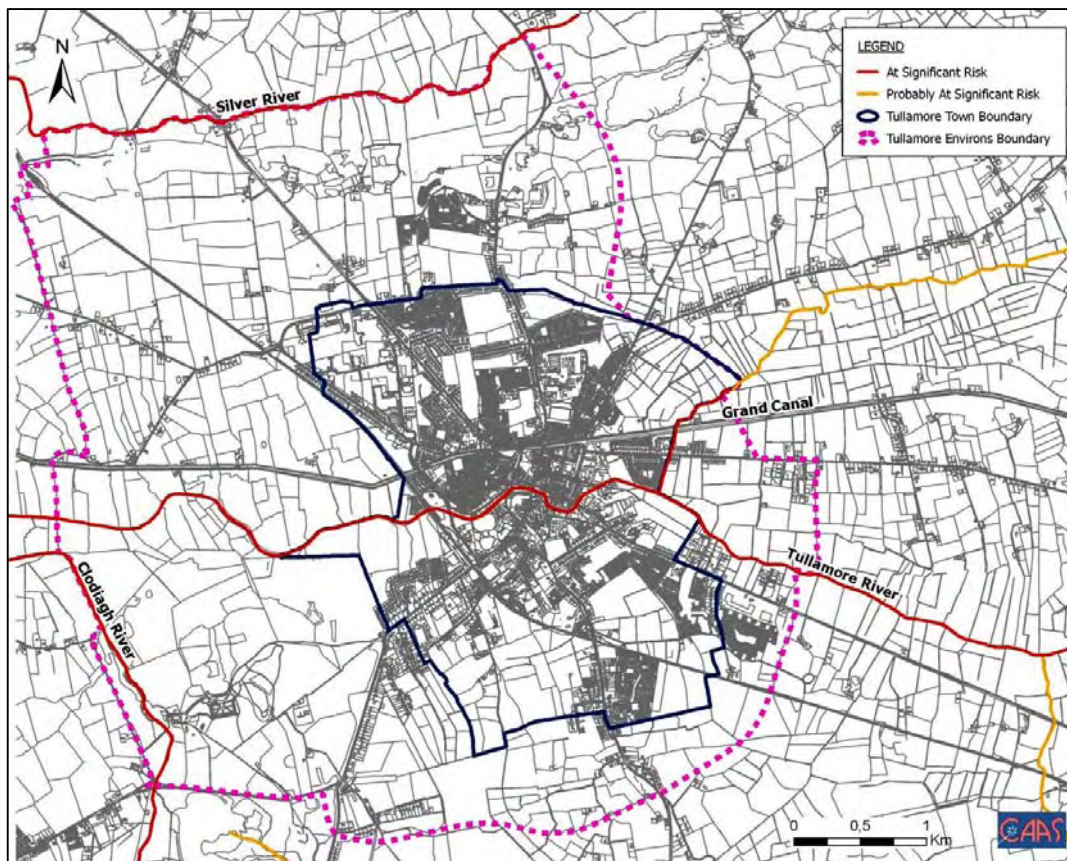 N
LEGEND
At Significant Risk
Probably At Significant Risk
Tullamore Town Boundary
Tullamore Environs Boundary
Silver River
Grand Canal
Tullamore River
Clodiagh River
0 0,5 1
Km
CAAS